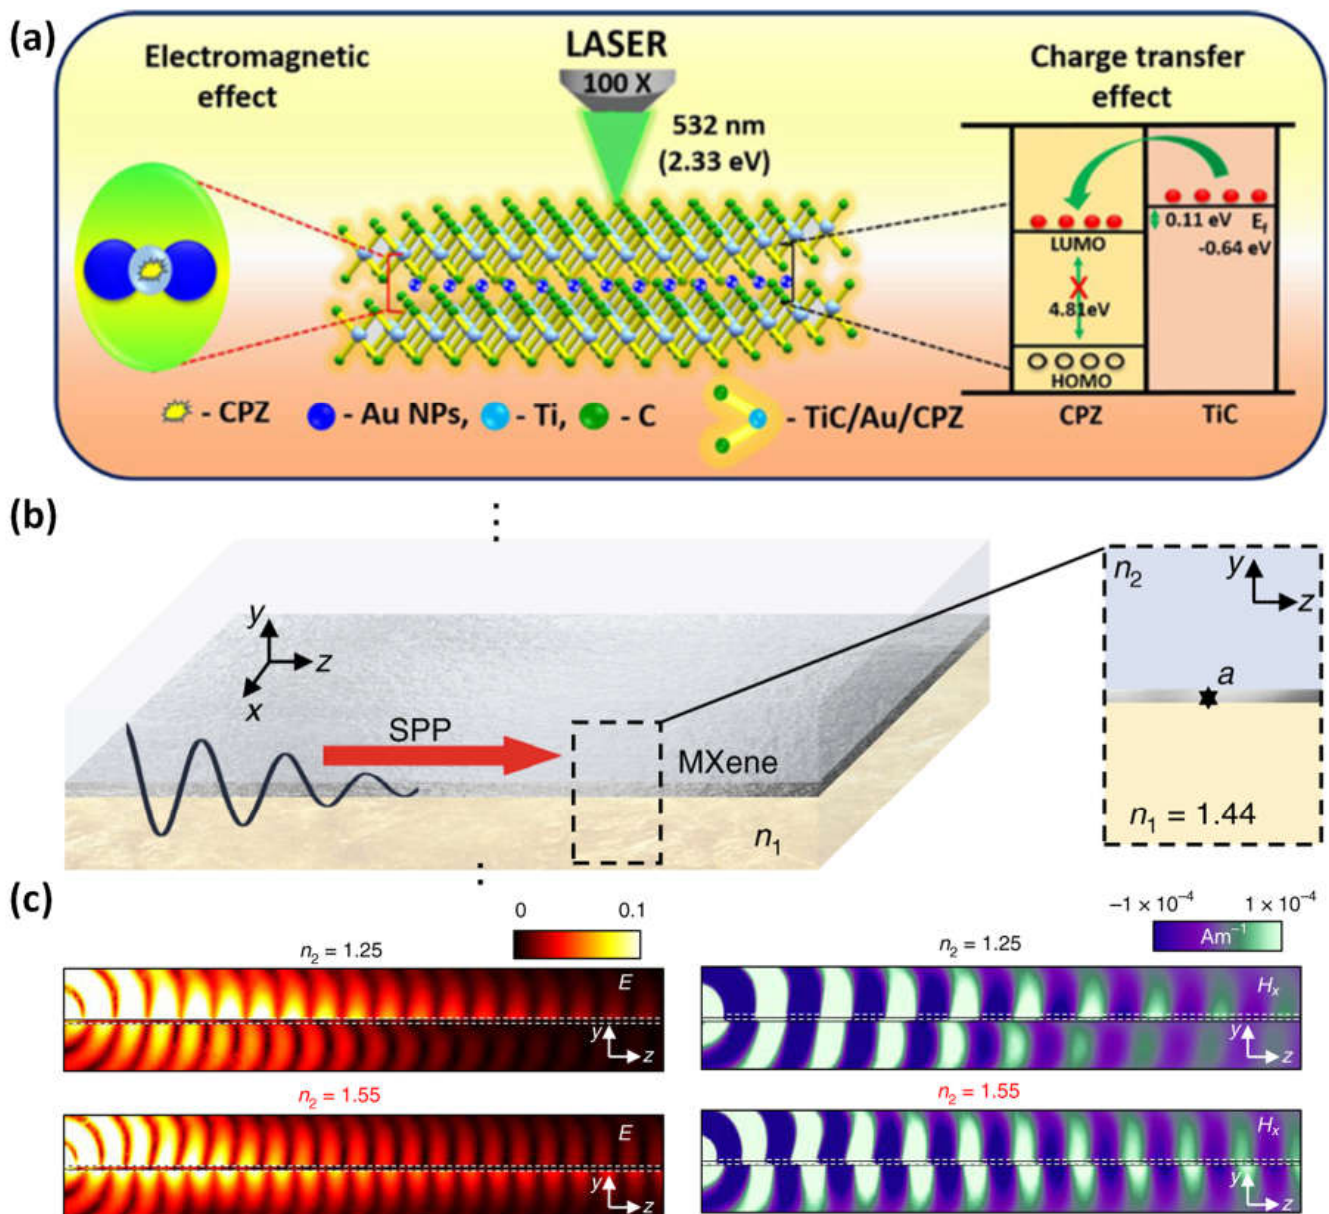 (a)
Electromagnetic
effect
LASER
100 X
532 nm
(2.33 eV)
Charge transfer
effect
0.11 eV
E_f
-0.64 eV
LUMO
4.81eV
HOMO
CPZ
TiC
- CPZ
- Au NPs,
- Ti,
- C
- TiC/Au/CPZ
(b)
y
z
x
SPP
MXene
n₁
n₂
y
z
a
n₁ = 1.44
(c)
0
0.1
n₂ = 1.25
E
y
z
n₂ = 1.55
E
y
z
−1 × 10⁻⁴
1 × 10⁻⁴
Am⁻¹
n₂ = 1.25
Hₓ
y
z
n₂ = 1.55
Hₓ
y
z